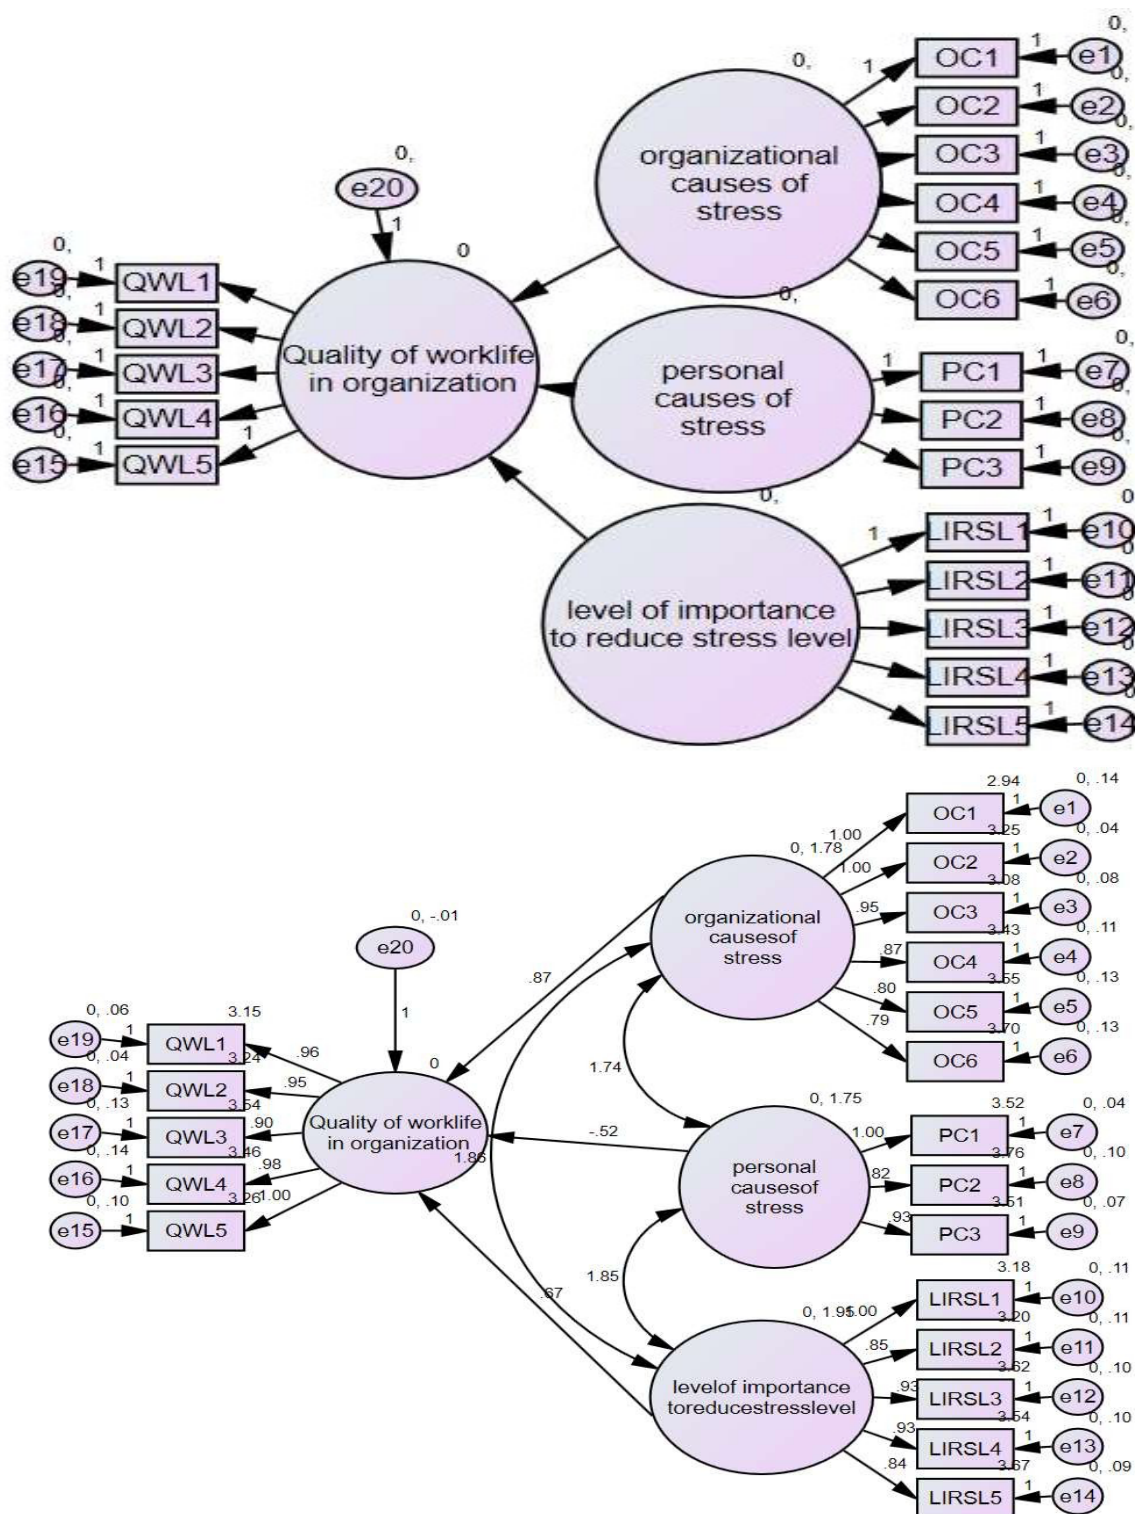 0,
OC1
1
e1
0,
1
0,
OC2
1
e2
0,
organizational
causes of
stress
OC3
1
e3
0,
OC4
1
e4
0,
OC5
1
e5
0,
OC6
1
e6
0,
e20
1
0
0,
e19
1
QWL1
0,
e18
1
QWL2
0,
e17
1
QWL3
0,
e16
1
QWL4
0,
e15
1
QWL5
1
Quality of worklife
in organization
0,
personal
causes of
stress
1
PC1
1
e7
0,
PC2
1
e8
0,
PC3
1
e9
0,
level of importance
to reduce stress level
1
LIRSL1
1
e10
0
LIRSL2
1
e11
0
LIRSL3
1
e12
0
LIRSL4
1
e13
0
LIRSL5
1
e14
0
2.94
0, .14
OC1
1
e1
1.00
3.25
0, .04
0, 1.78
1.00
OC2
1
e2
3.08
0, .08
organizational
causesof
stress
.95
OC3
1
e3
3.43
0, .11
.87
OC4
1
e4
3.55
0, .13
.80
OC5
1
e5
3.70
0, .13
.79
OC6
1
e6
0, -.01
e20
1
.87
1.74
0, .06
3.15
e19
1
QWL1
.96
0, .04
3.24
e18
1
QWL2
.95
0, .13
3.54
e17
1
QWL3
.90
0, .14
3.46
e16
1
QWL4
.98
0, .10
3.26
1.00
e15
1
QWL5
0
Quality of worklife
in organization
1.86
-.52
0, 1.75
personal
causesof
stress
3.52
0, .04
1.00
PC1
1
e7
3.76
0, .10
.82
PC2
1
e8
3.51
0, .07
.93
PC3
1
e9
1.85
.67
3.18
0, .11
0, 1.95
1.00
LIRSL1
1
e10
3.20
0, .11
.85
LIRSL2
1
e11
3.62
0, .10
levelof importance
toreducestresslevel
.93
LIRSL3
1
e12
3.54
0, .10
.93
LIRSL4
1
e13
3.67
0, .09
.84
LIRSL5
1
e14